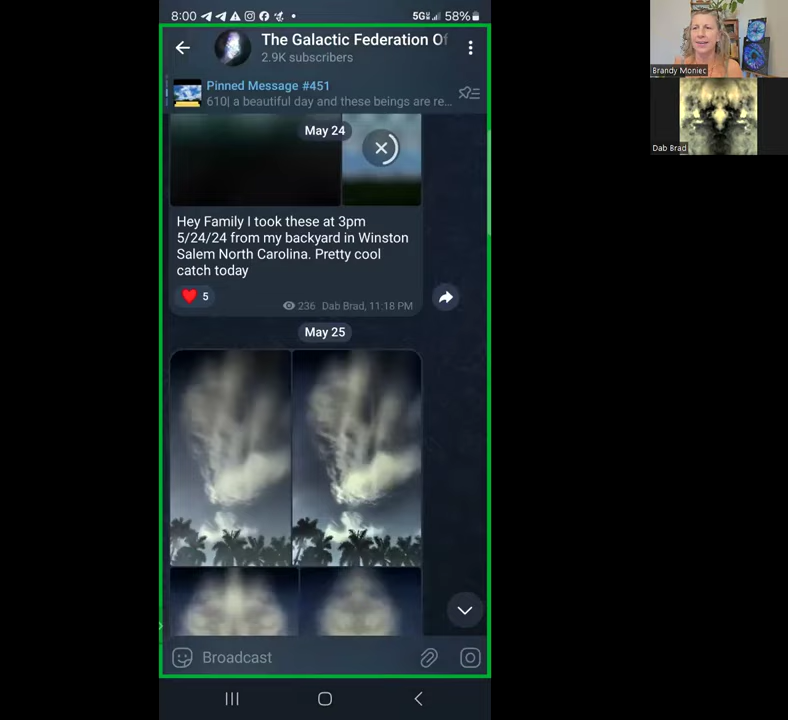 8:00
5G
58%
The Galactic Federation Of
2.9K subscribers
Brandy Moniec
Pinned Message #451
610| a beautiful day and these beings are re...
May 24
Dab Brad
Hey Family I took these at 3pm
5/24/24 from my backyard in Winston
Salem North Carolina. Pretty cool
catch today
5
236 Dab Brad, 11:18 PM
May 25
Broadcast